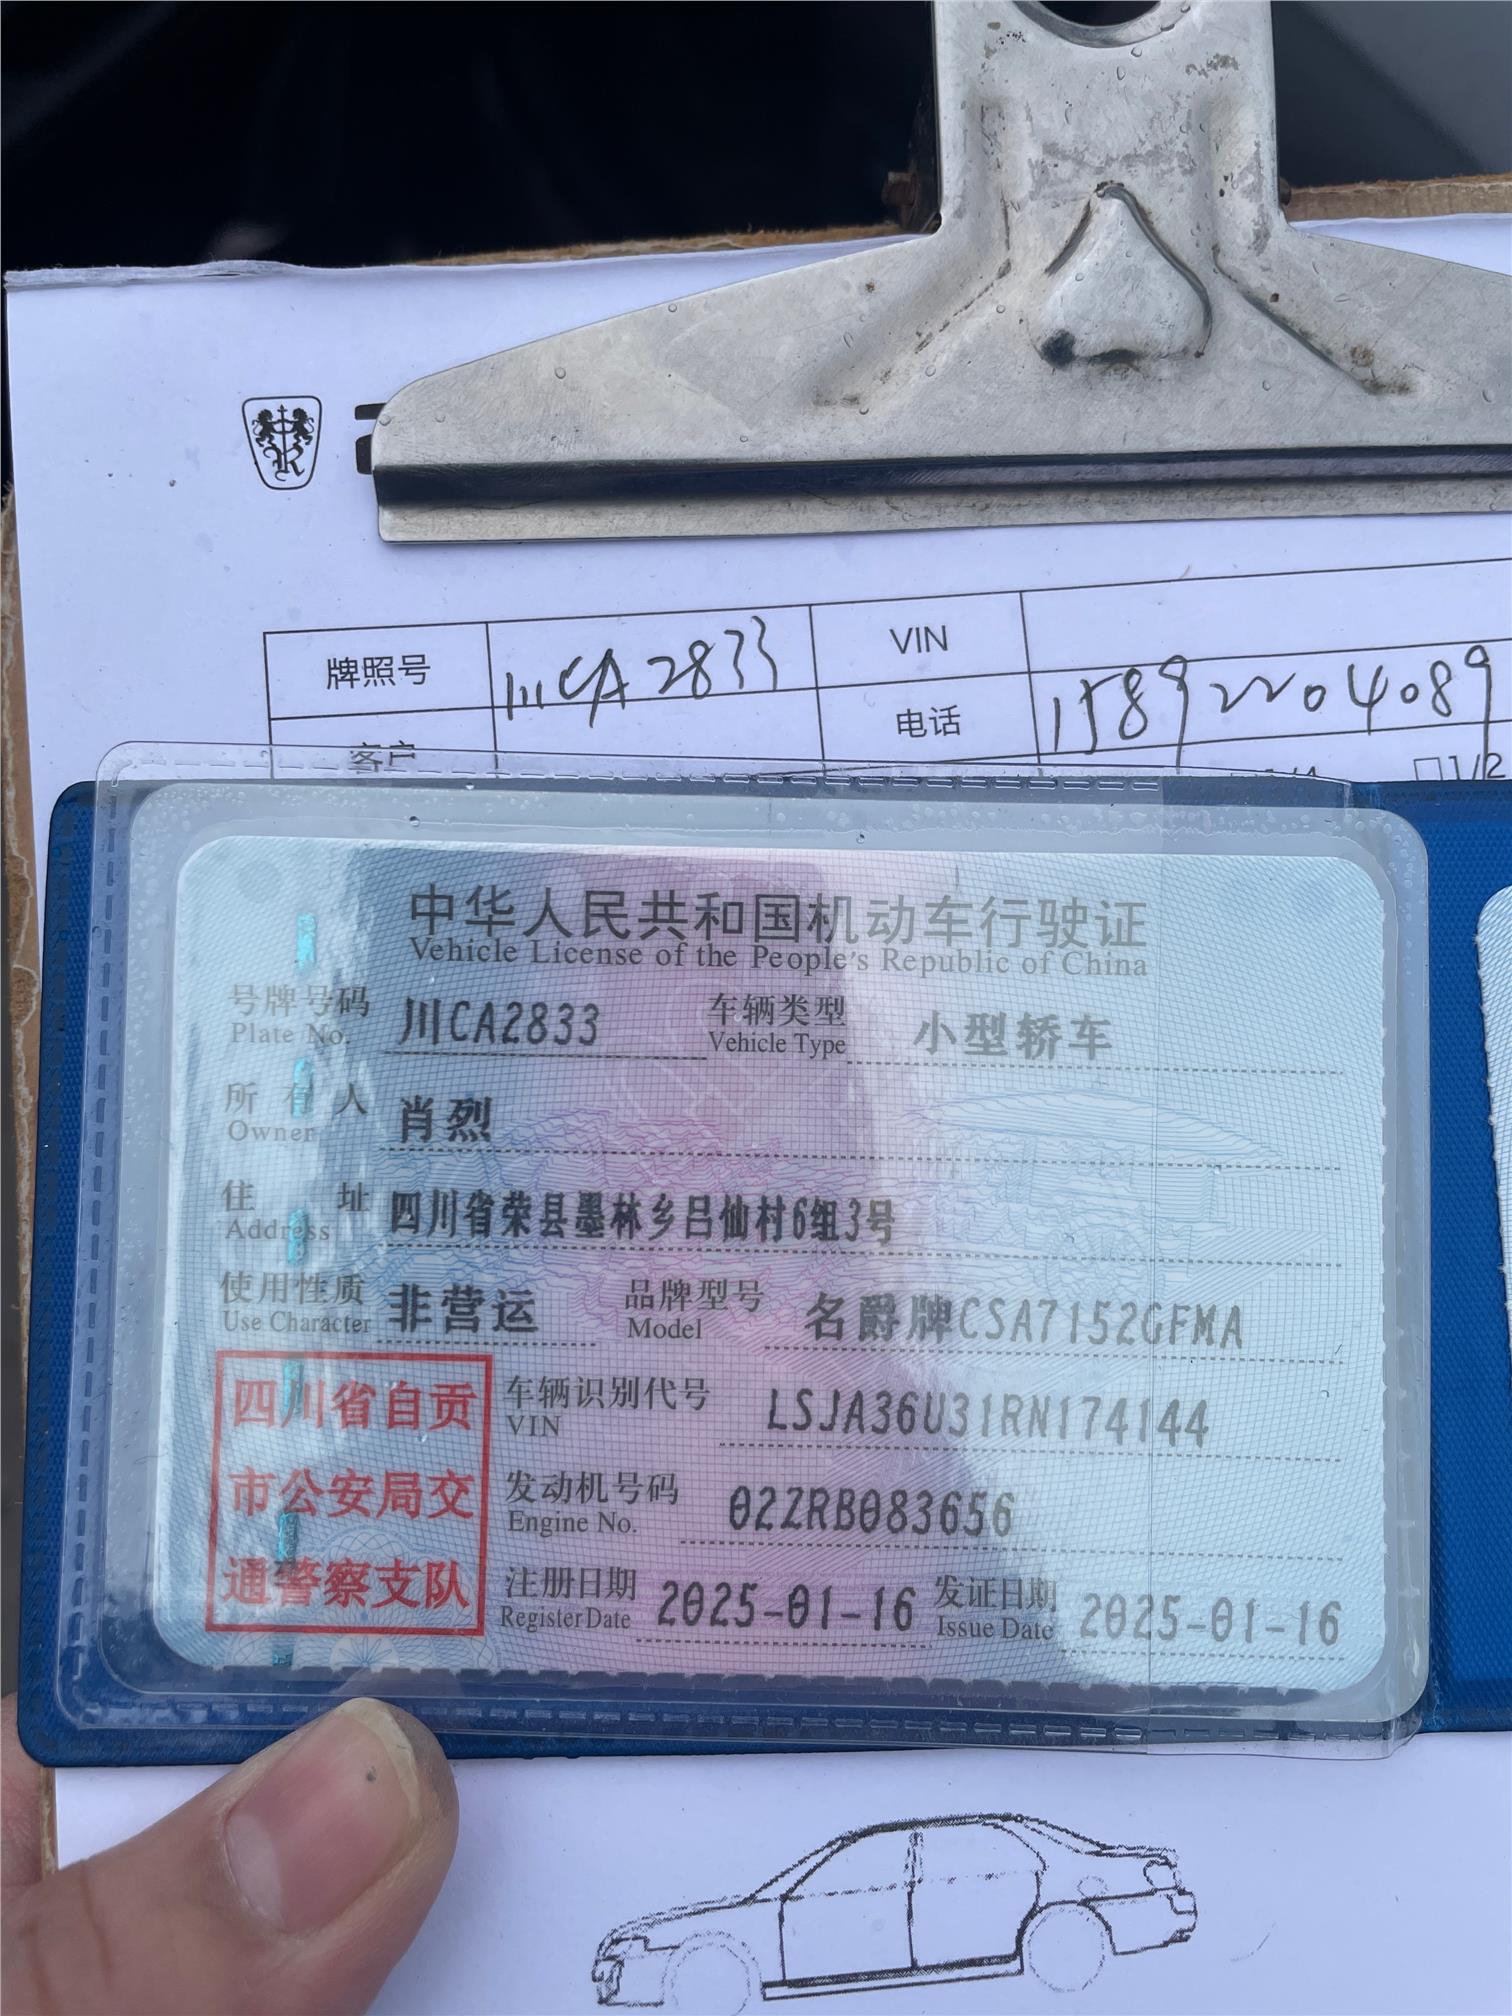 R
牌照号 川CA2833 VIN
客户 电话 15892204089
□1/2
中华人民共和国机动车行驶证
Vehicle License of the People's Republic of China
号牌号码 川CA2833 车辆类型 小型轿车
Plate No. Vehicle Type
所有人 肖烈
Owner
住址 四川省荣县墨林乡吕仙村6组3号
Address
使用性质 非营运 品牌型号 名爵牌CSA7152GFMA
Use Character Model
四川省自贡
市公安局交
通警察支队
车辆识别代号 LSJA36U31RN174144
VIN
发动机号码 02ZRB083656
Engine No.
注册日期 2025-01-16 发证日期 2025-01-16
Register Date Issue Date